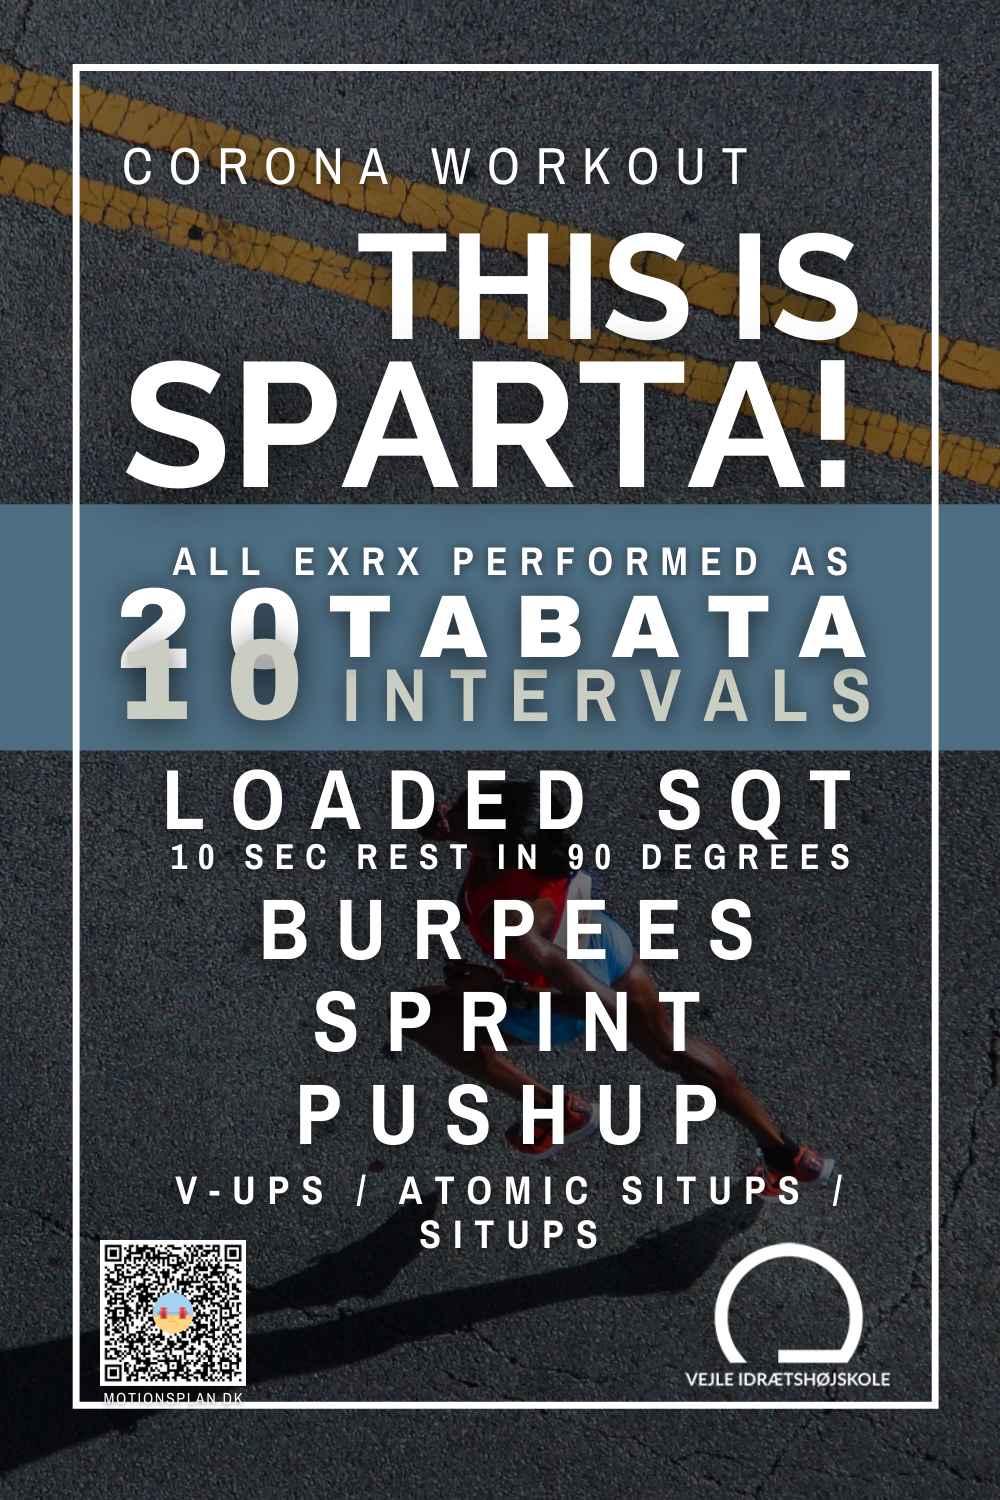 CORONA WORKOUT
THIS IS
SPARTA!
ALL EXRX PERFORMED AS
20 TABATA
10 INTERVALS
LOADED SQT
10 SEC REST IN 90 DEGREES
BURPEES
SPRINT
PUSHUP
V-UPS / ATOMIC SITUPS /
SITUPS
MOTIONSPLAN.DK
VEJLE IDRÆTSHØJSKOLE